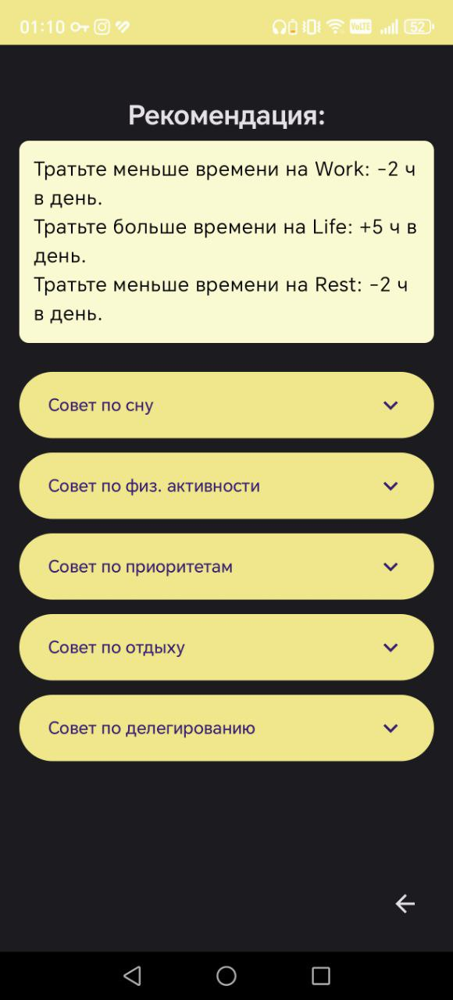 01:10
VoLTE
52
Рекомендация:
Тратьте меньше времени на Work: -2 ч
в день.
Тратьте больше времени на Life: +5 ч в
день.
Тратьте меньше времени на Rest: -2 ч
в день.
Совет по сну
Совет по физ. активности
Совет по приоритетам
Совет по отдыху
Совет по делегированию